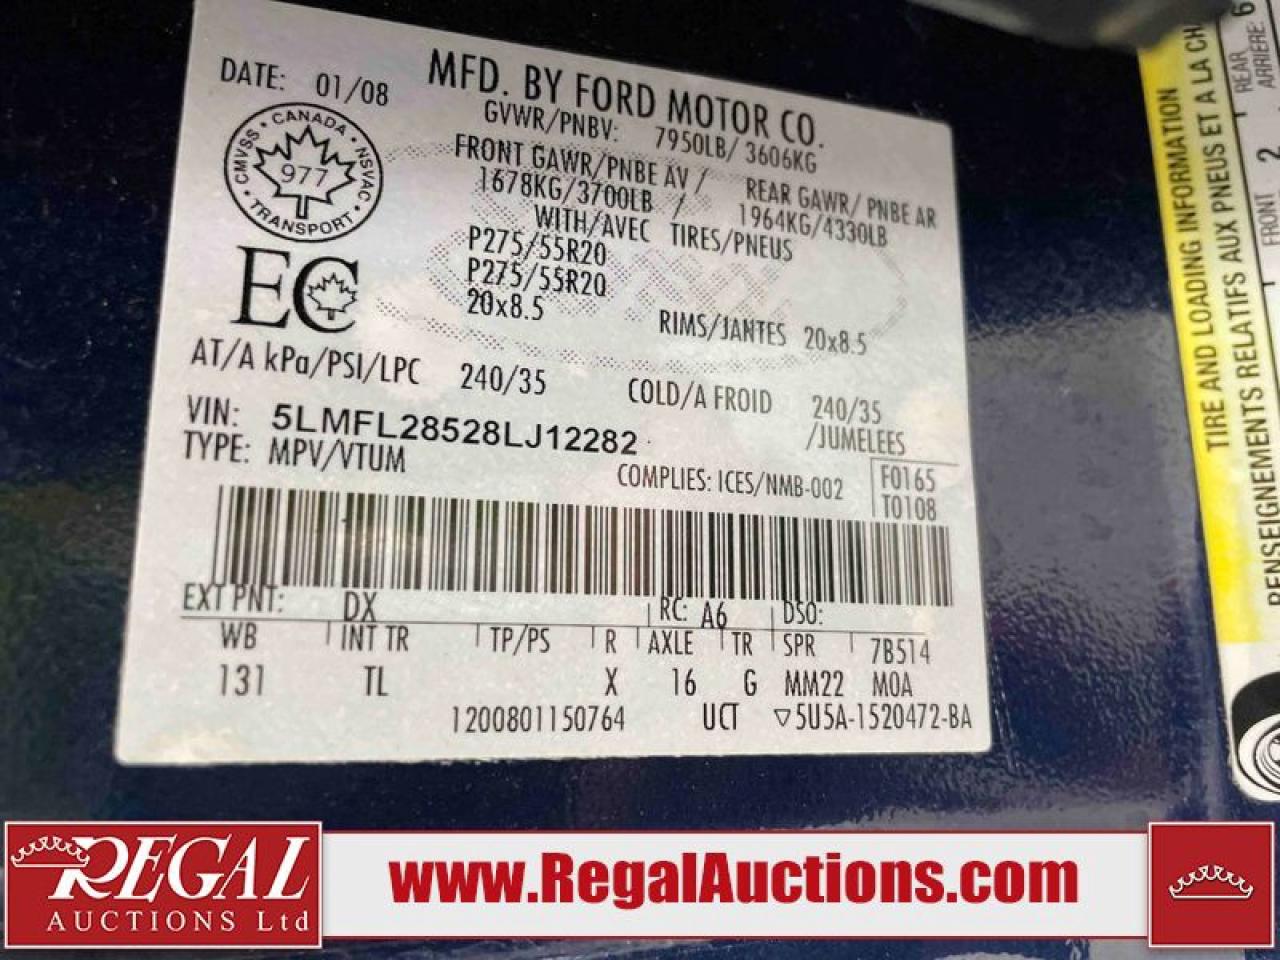 DATE: 01/08
MFD. BY FORD MOTOR CO.
GVWR/PNBV: 7950LB/ 3606KG
CMVSS • CANADA • NSVAC • TRANSPORT •
977
FRONT GAWR/PNBE AV / REAR GAWR/ PNBE AR
1678KG/3700LB / 1964KG/4330LB
WITH/AVEC TIRES/PNEUS
P275/55R20
P275/55R20
20x8.5 RIMS/JANTES 20x8.5
EC
AT/A kPa/PSI/LPC 240/35 COLD/A FROID 240/35
VIN: 5LMFL28528LJ12282 /JUMELEES
TYPE: MPV/VTUM COMPLIES: ICES/NMB-002 F0165
T0108
EXT PNT: DX RC: A6 DSO:
WB INT TR TP/PS R AXLE TR SPR 7B514
131 TL X 16 G MM22 MOA
1200801150764 UCT ▽5U5A-1520472-BA
TIRE AND LOADING INFORMATION
RENSEIGNEMENTS RELATIFS AUX PNEUS ET A LA CH
FRONT 2 REAR
ARRIÈRE: 6
REGAL
AUCTIONS Ltd
www.RegalAuctions.com